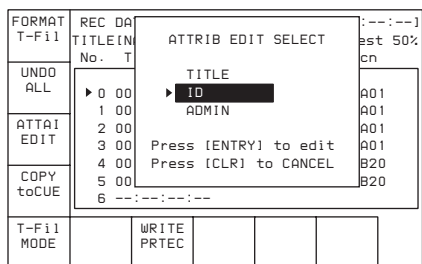 FORMAT
T-Fil
UNDO
ALL
ATTAI
EDIT
COPY
toCUE
T-Fil
MODE
WRITE
PRTEC
REC DA
:--:--]
TITLE[N
est 50%
No. T
cn
▶ 0 00
A01
1 00
A01
2 00
A01
3 00
A01
4 00
B20
5 00
B20
6 --:--:--:--
ATTRIB EDIT SELECT
TITLE
▶ ID
ADMIN
Press [ENTRY] to edit
Press [CLR] to CANCEL